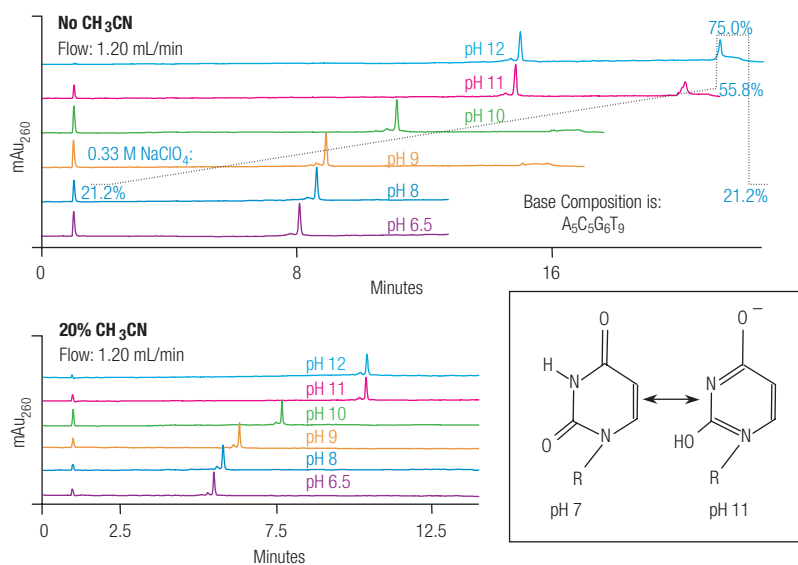 No CH3CN
Flow: 1.20 mL/min
75.0%
pH 12
pH 11
55.8%
pH 10
0.33 M NaClO4:
pH 9
21.2%
pH 8
Base Composition is:
A5C5G6T9
21.2%
pH 6.5
mAu260
0
8
16
Minutes
20% CH3CN
Flow: 1.20 mL/min
pH 12
pH 11
pH 10
pH 9
pH 8
pH 6.5
mAu260
0
2.5
7.5
12.5
Minutes
O
O–
H
N
N
O
N
HO
N
R
R
pH 7
pH 11